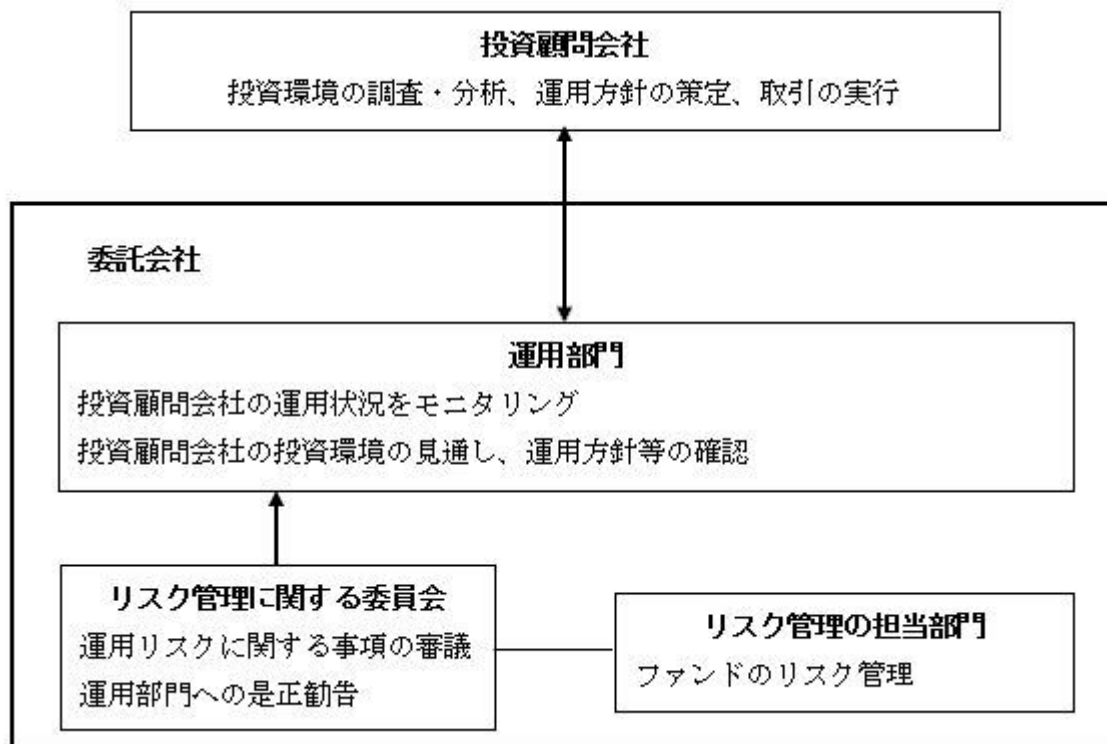 投資顧問会社
投資環境の調査・分析、運用方針の策定、取引の実行
委託会社
運用部門
投資顧問会社の運用状況をモニタリング
投資顧問会社の投資環境の見通し、運用方針等の確認
リスク管理に関する委員会
運用リスクに関する事項の審議
運用部門への是正勧告
リスク管理の担当部門
ファンドのリスク管理